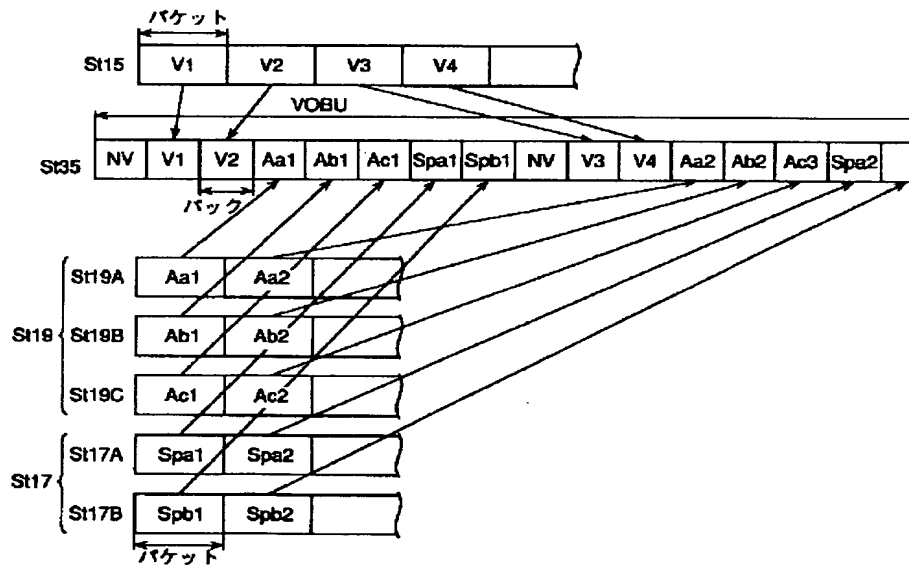 パケット
St15 V1 V2 V3 V4
VOBU
St35 NV V1 V2 Aa1 Ab1 Ac1 Spa1 Spb1 NV V3 V4 Aa2 Ab2 Ac3 Spa2
パック
St19A Aa1 Aa2
St19 St19B Ab1 Ab2
St19C Ac1 Ac2
St17A Spa1 Spa2
St17
St17B Spb1 Spb2
パケット